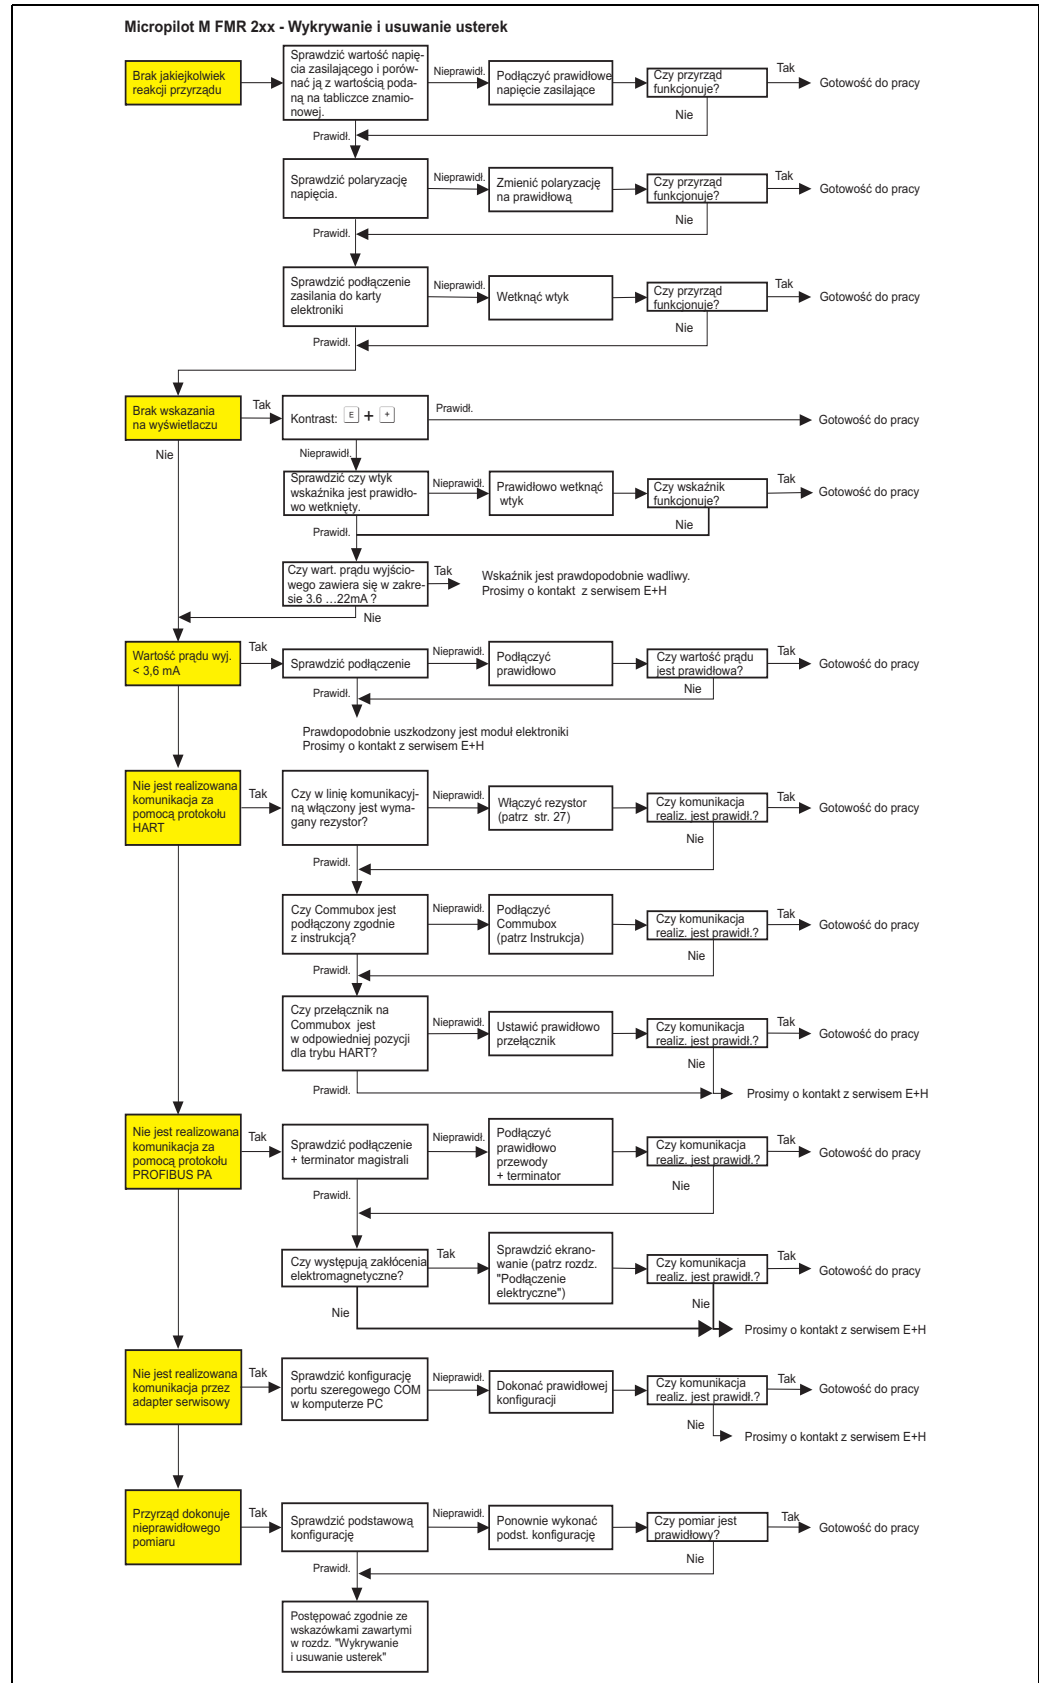 Micropilot M FMR 2xx - Wykrywanie i usuwanie usterek
Brak jakiejkolwiek
reakcji przyrządu
Sprawdzić wartość napię-
cia zasilającego i porów-
nać ją z wartością poda-
ną na tabliczce znamio-
nowej.
Nieprawidł.
Podłączyć prawidłowe
napięcie zasilające
Czy przyrząd
funkcjonuje?
Tak
Gotowość do pracy
Nie
Prawidł.
Sprawdzić polaryzację
napięcia.
Nieprawidł.
Zmienić polaryzację
na prawidłową
Czy przyrząd
funkcjonuje?
Tak
Gotowość do pracy
Nie
Prawidł.
Sprawdzić podłączenie
zasilania do karty
elektroniki
Nieprawidł.
Wetknąć wtyk
Czy przyrząd
funkcjonuje?
Tak
Gotowość do pracy
Nie
Prawidł.
Brak wskazania
na wyświetlaczu
Tak
Kontrast: E + +
Prawidł.
Gotowość do pracy
Nie
Nieprawidł.
Sprawdzić czy wtyk
wskaźnika jest prawidło-
wo wetknięty.
Nieprawidł.
Prawidłowo wetknąć
wtyk
Czy wskaźnik
funkcjonuje?
Tak
Gotowość do pracy
Nie
Prawidł.
Czy wart. prądu wyjścio-
wego zawiera się w zakre-
sie 3.6 ...22mA ?
Tak
Wskaźnik jest prawdopodobnie wadliwy.
Prosimy o kontakt z serwisem E+H
Nie
Wartość prądu wyj.
< 3,6 mA
Tak
Sprawdzić podłączenie
Nieprawidł.
Podłączyć
prawidłowo
Czy wartość prądu
jest prawidłowa?
Tak
Gotowość do pracy
Nie
Prawidł.
Prawdopodobnie uszkodzony jest moduł elektroniki
Prosimy o kontakt z serwisem E+H
Nie jest realizowana
komunikacja za
pomocą protokołu
HART
Tak
Czy w linię komunikacyj-
ną włączony jest wyma-
gany rezystor?
Nieprawidł.
Włączyć rezystor
(patrz str. 27)
Czy komunikacja
realiz. jest prawidł.?
Tak
Gotowość do pracy
Nie
Prawidł.
Czy Commubox jest
podłączony zgodnie
z instrukcją?
Nieprawidł.
Podłączyć
Commubox
(patrz Instrukcja)
Czy komunikacja
realiz. jest prawidł.?
Tak
Gotowość do pracy
Nie
Prawidł.
Czy przełącznik na
Commubox jest
w odpowiedniej pozycji
dla trybu HART?
Nieprawidł.
Ustawić prawidłowo
przełącznik
Czy komunikacja
realiz. jest prawidł.?
Tak
Gotowość do pracy
Nie
Prawidł.
Prosimy o kontakt z serwisem E+H
Nie jest realizowana
komunikacja za
pomocą protokołu
PROFIBUS PA
Tak
Sprawdzić podłączenie
+ terminator magistrali
Nieprawidł.
Podłączyć
prawidłowo
przewody
+ terminator
Czy komunikacja
realiz. jest prawidł.?
Tak
Gotowość do pracy
Nie
Prawidł.
Czy występują zakłócenia
elektromagnetyczne?
Tak
Sprawdzić ekrano-
wanie (patrz rozdz.
"Podłączenie
elektryczne")
Czy komunikacja
realiz. jest prawidł.?
Tak
Gotowość do pracy
Nie
Nie
Prosimy o kontakt z serwisem E+H
Nie jest realizowana
komunikacja przez
adapter serwisowy
Tak
Sprawdzić konfigurację
portu szeregowego COM
w komputerze PC
Nieprawidł.
Dokonać prawidłowej
konfiguracji
Czy komunikacja
realiz. jest prawidł.?
Tak
Gotowość do pracy
Nie
Prosimy o kontakt z serwisem E+H
Przyrząd dokonuje
nieprawidłowego
pomiaru
Tak
Sprawdzić podstawową
konfigurację
Nieprawidł.
Ponownie wykonać
podst. konfigurację
Czy pomiar jest
prawidłowy?
Tak
Gotowość do pracy
Nie
Prawidł.
Postępować zgodnie ze
wskazówkami zawartymi
w rozdz. "Wykrywanie
i usuwanie usterek"